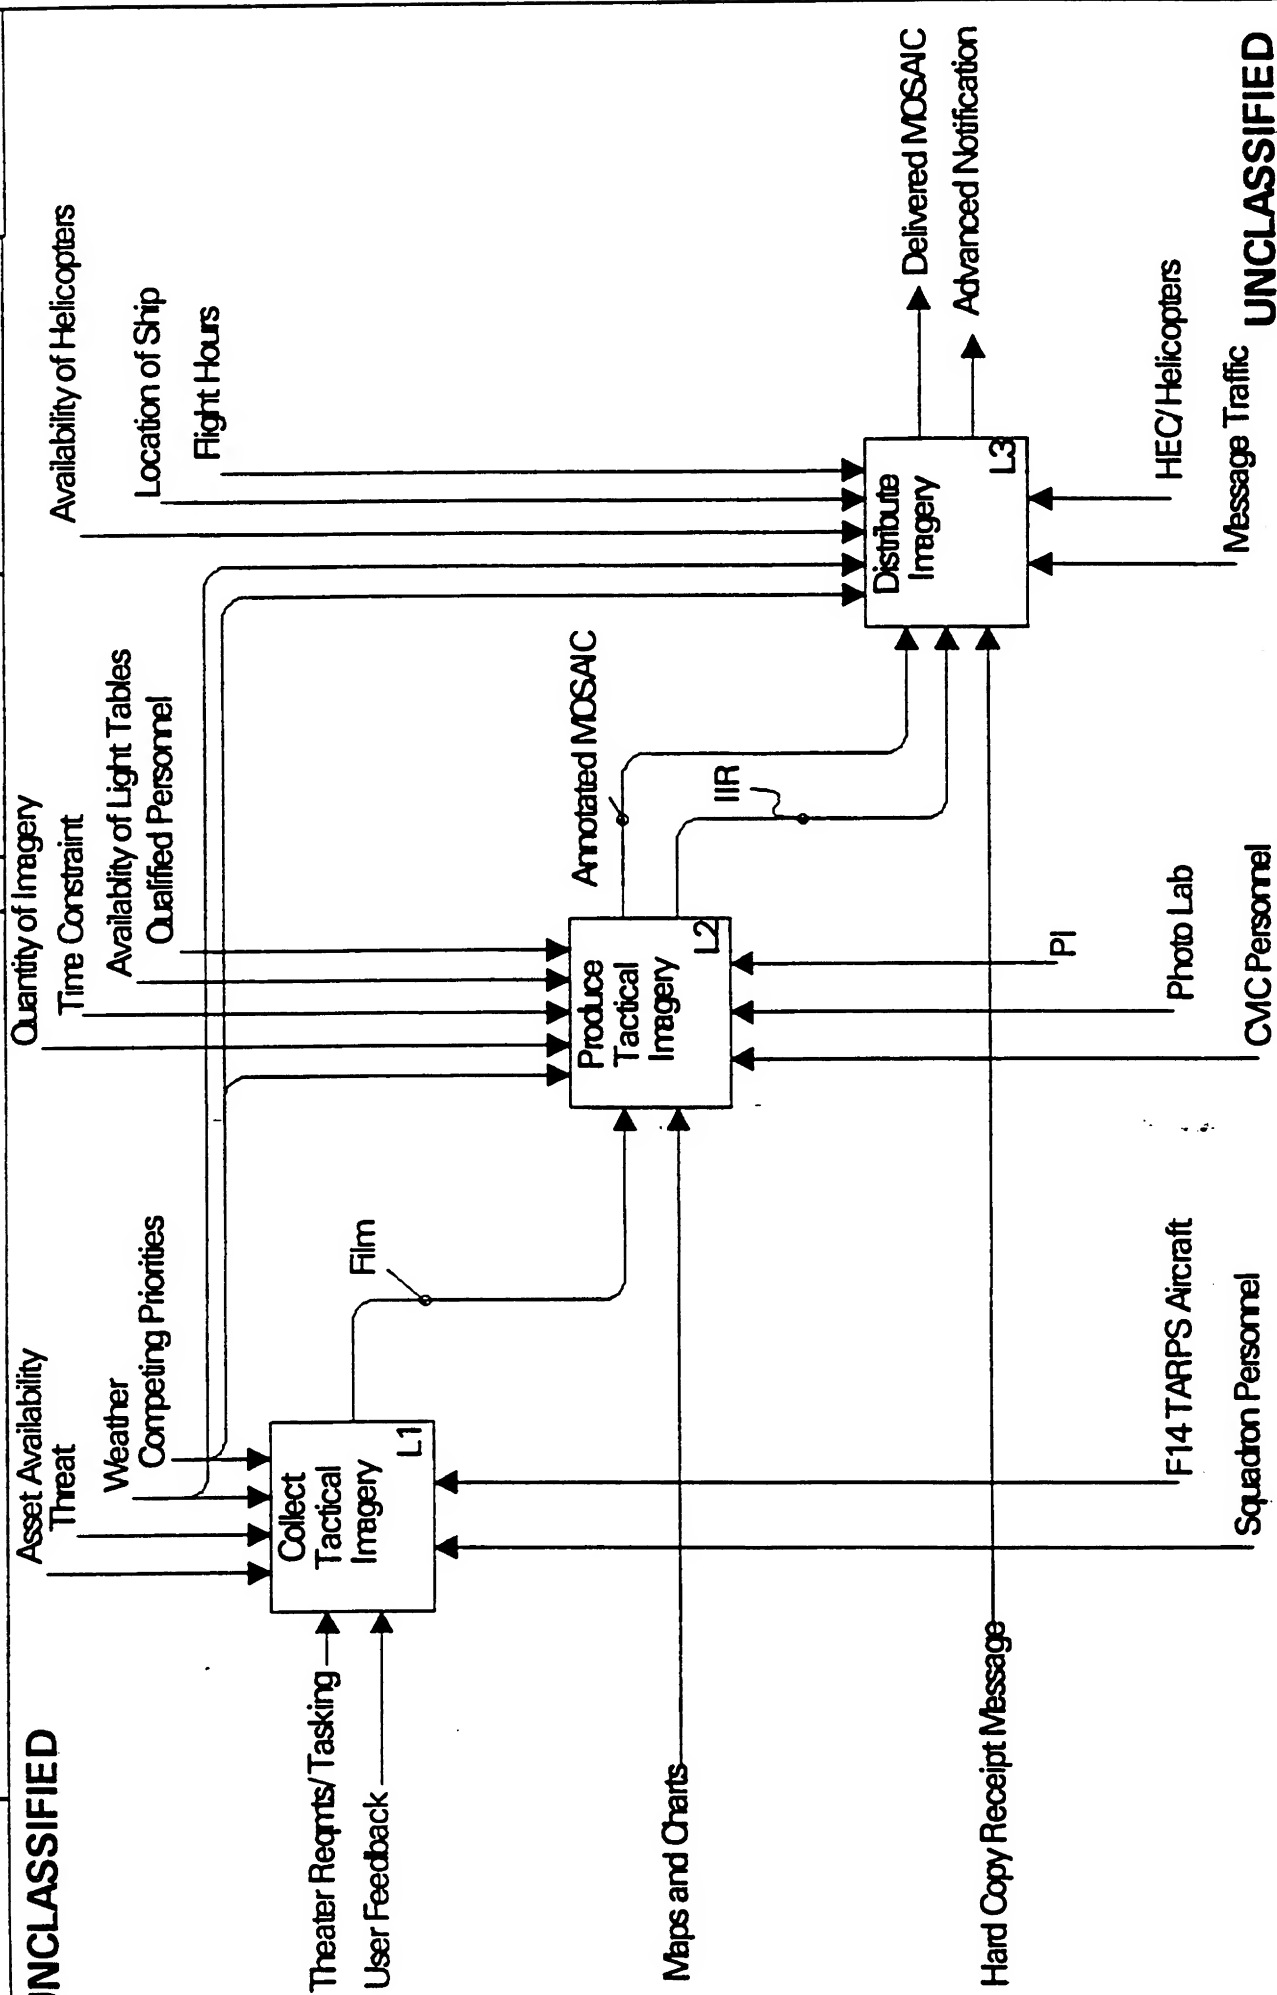 UNCLASSIFIED
Asset Availability
Threat
Weather
Competing Priorities
Quantity of Imagery
Time Constraint
Availablity of Light Tables
Qualified Personnel
Availability of Helicopters
Location of Ship
Flight Hours
Theater Reqmts/Tasking
User Feedback
Collect
Tactical
Imagery
L1
Film
Maps and Charts
Produce
Tactical
Imagery
L2
Annotated MOSAIC
IIR
Hard Copy Receipt Message
Distribute
Imagery
L3
Delivered MOSAIC
Advanced Notification
F14 TARPS Aircraft
Squadron Personnel
PI
Photo Lab
CVIC Personnel
HEC/Helicopters
Message Traffic
UNCLASSIFIED